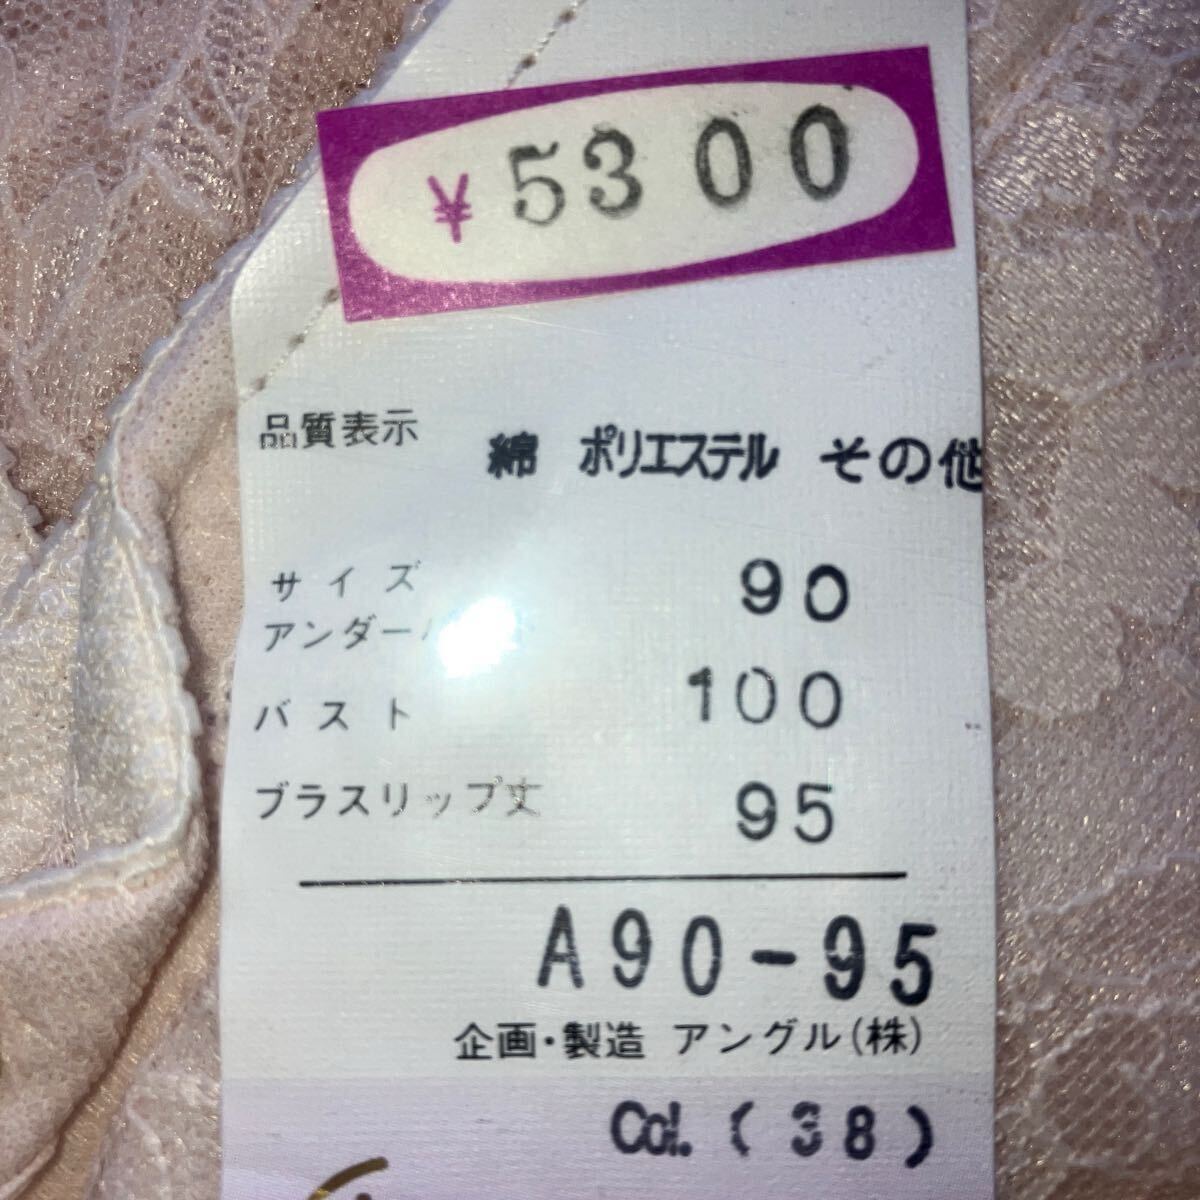 ¥5300
品質表示 綿 ポリエステル その他
サイズ 90
アンダー
バスト 100
ブラスリップ丈 95
A90-95
企画・製造 アングル(株)
Col. (38)